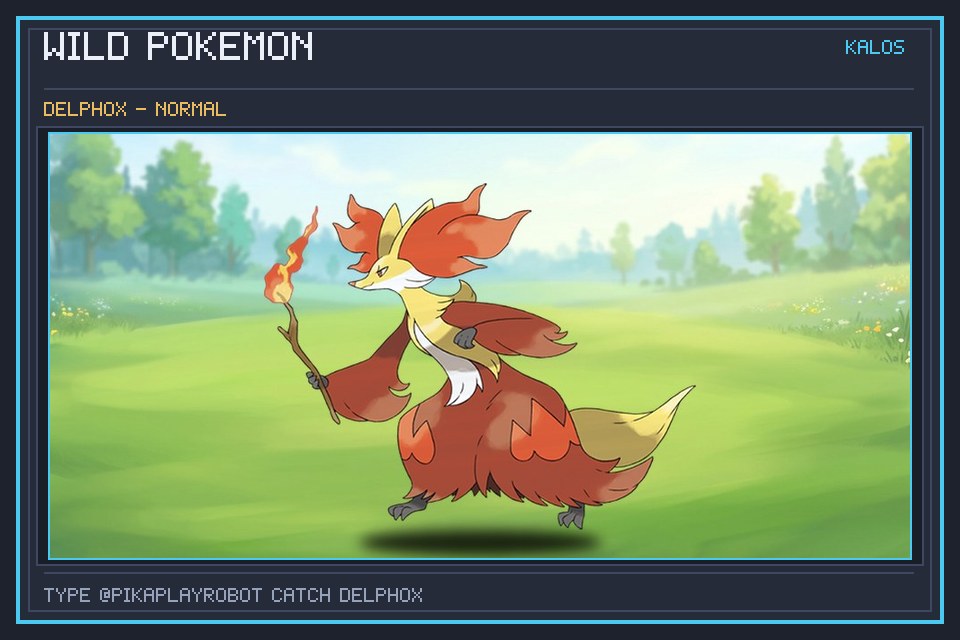 WILD POKEMON
KALOS
DELPHOX - NORMAL
TYPE @PIKAPLAYROBOT CATCH DELPHOX